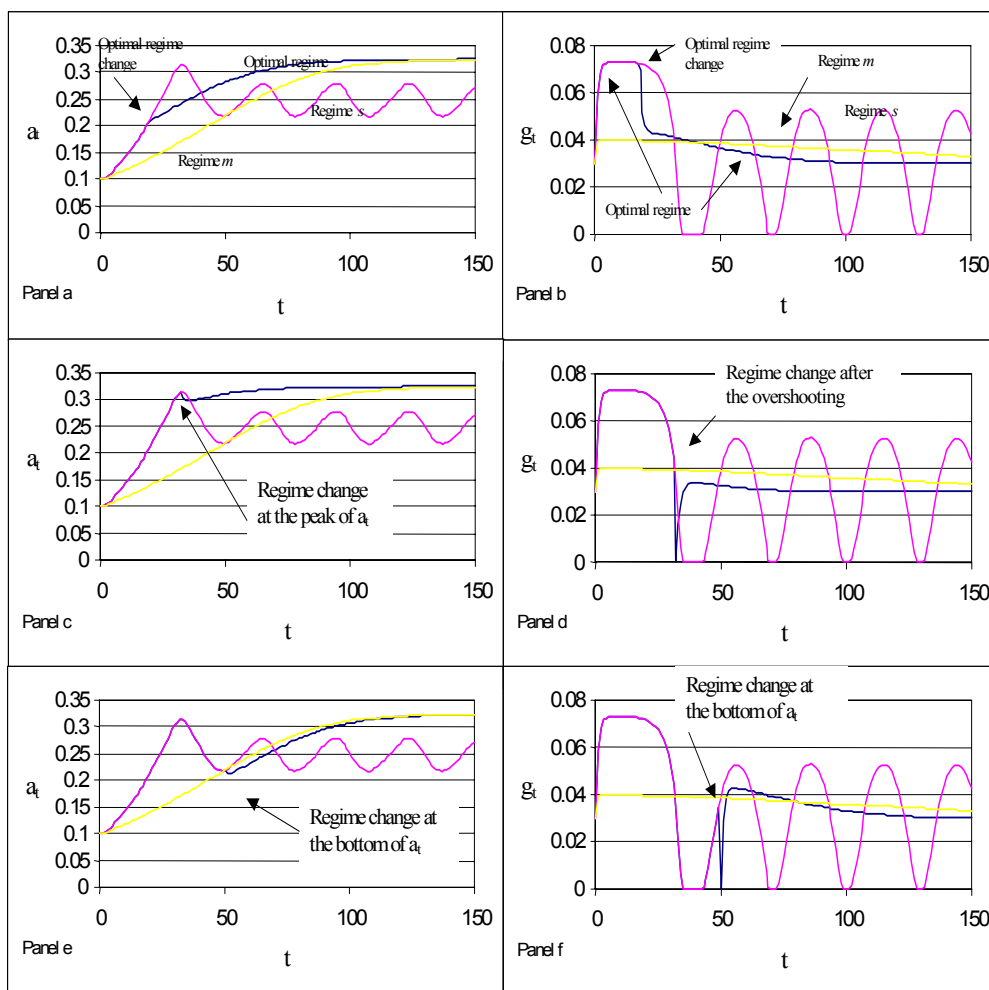 Optimal regime
change
Optimal regime
Regime s
Regime m
a_t
0.35
0.3
0.25
0.2
0.15
0.1
0.05
0
0 50 100 150
Panel a
t
Optimal regime
change
Regime m
Regime s
Optimal regime
g_t
0.08
0.06
0.04
0.02
0
0 50 100 150
Panel b
t
Regime change
at the peak of a_t
a_t
0.35
0.3
0.25
0.2
0.15
0.1
0.05
0
0 50 100 150
Panel c
t
Regime change after
the overshooting
g_t
0.08
0.06
0.04
0.02
0
0 50 100 150
Panel d
t
Regime change at
the bottom of a_t
a_t
0.35
0.3
0.25
0.2
0.15
0.1
0.05
0
0 50 100 150
Panel e
t
Regime change at
the bottom of a_t
g_t
0.08
0.06
0.04
0.02
0
0 50 100 150
Panel f
t